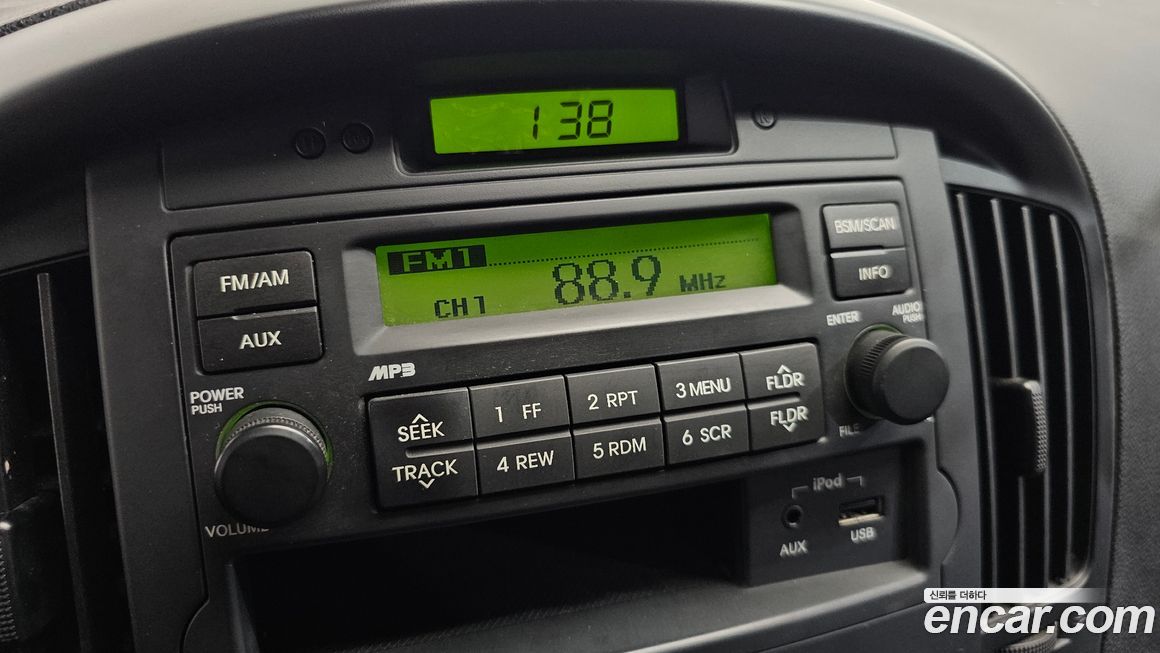 1 38
FM1
88.9 MHz
CH1
FM/AM
AUX
BSM/SCAN
INFO
ENTER
AUDIO
PUSH
MP3
POWER
PUSH
SEEK
TRACK
1 FF
2 RPT
3 MENU
FLDR
4 REW
5 RDM
6 SCR
FLDR
FILE
VOLUME
iPod
AUX
USB
신뢰를 더하다
encar.com